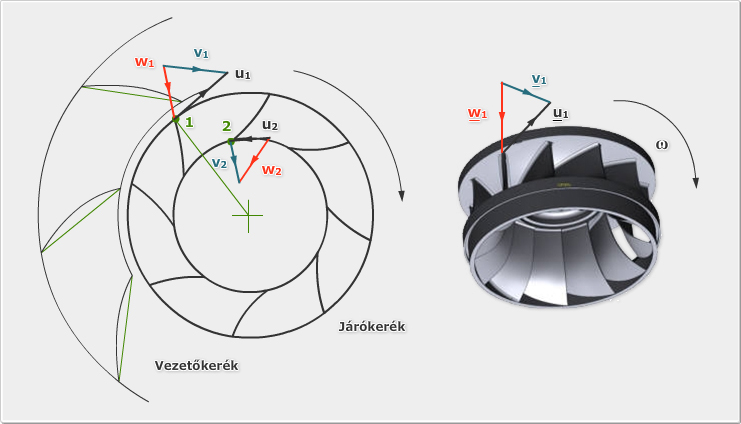 w1
v1
u1
1
2
u2
v2
w2
Járókerék
Vezetőkerék
v1
w1
u1
ω